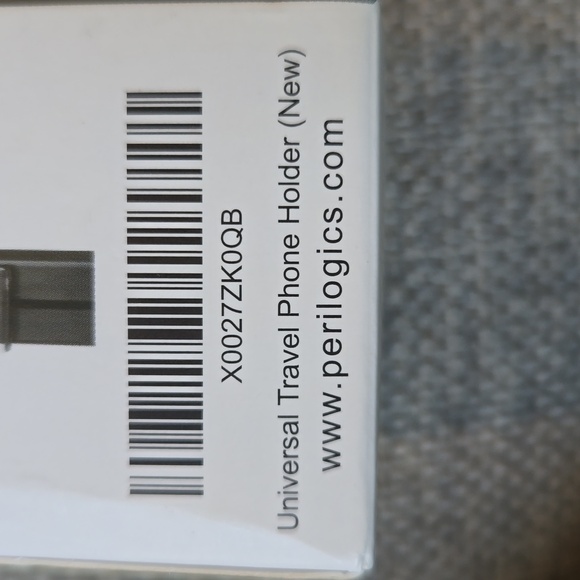 X0027ZK0QB
Universal Travel Phone Holder (New)
www.perilogics.com